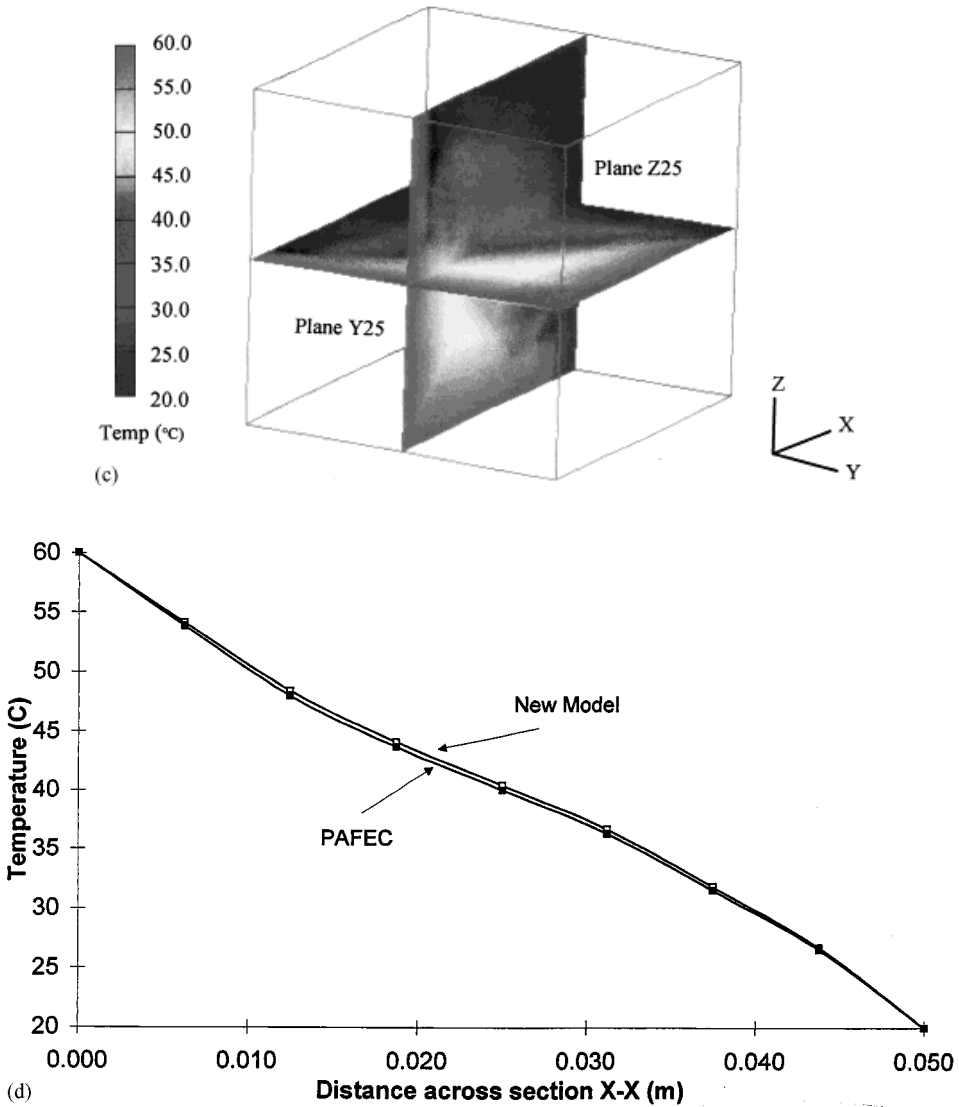 60.0
55.0
50.0
45.0
40.0
35.0
30.0
25.0
20.0
Temp (°C)
Plane Z25
Plane Y25
Z
X
Y
(c)
60
55
50
45
40
35
30
25
20
Temperature (C)
New Model
PAFEC
0.000
0.010
0.020
0.030
0.040
0.050
Distance across section X-X (m)
(d)